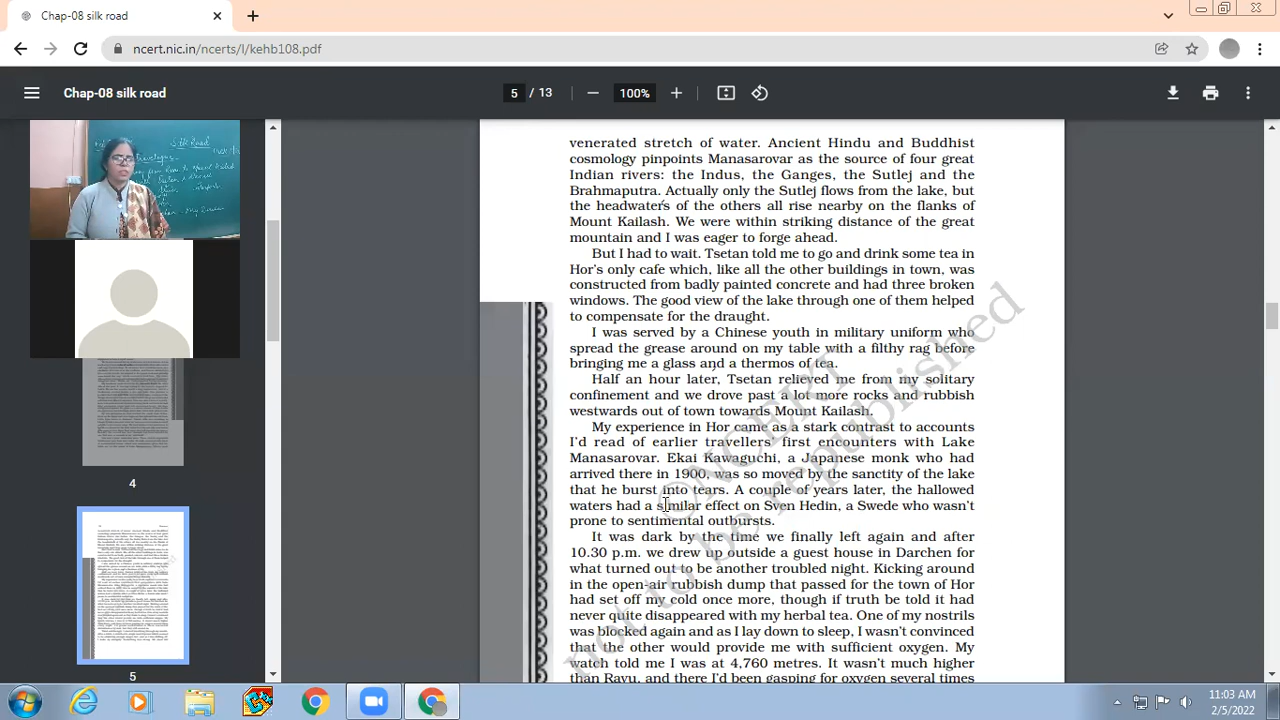 Chap-08 silk road
ncert.nic.in/ncerts/l/kehb108.pdf
Chap-08 silk road
5 / 13
100%
Silk Road
4
5
venerated stretch of water. Ancient Hindu and Buddhist
cosmology pinpoints Manasarovar as the source of four great
Indian rivers: the Indus, the Ganges, the Sutlej and the
Brahmaputra. Actually only the Sutlej flows from the lake, but
the headwaters of the others all rise nearby on the flanks of
Mount Kailash. We were within striking distance of the great
mountain and I was eager to forge ahead.
But I had to wait. Tsetan told me to go and drink some tea in
Hor's only cafe which, like all the other buildings in town, was
constructed from badly painted concrete and had three broken
windows. The good view of the lake through one of them helped
to compensate for the draught.
I was served by a Chinese youth in military uniform who
spread the grease around on my table with a filthy rag before
bringing me a glass and a thermos of tea.
Half an hour later, Tsetan relieved me from my solitary
confinement and we drove past a lot more rocks and rubbish
westwards out of town towards Mount Kailash.
My experience in Hor came as a stark contrast to accounts
I'd read of earlier travellers' first encounters with Lake
Manasarovar. Ekai Kawaguchi, a Japanese monk who had
arrived there in 1900, was so moved by the sanctity of the lake
that he burst into tears. A couple of years later, the hallowed
waters had a similar effect on Sven Hedin, a Swede who wasn't
prone to sentimental outbursts.
It was dark by the time we finally left again and after
10.30 p.m. we drew up outside a guest house in Darchen for
what turned out to be another troubled night. Kicking around
in the open-air rubbish dump that passed for the town of Hor
had set off my cold once more, though if truth be told it had
never quite disappeared with my herbal tea. One of my nostrils
was blocked again and as I lay down to sleep, I wasn't convinced
that the other would provide me with sufficient oxygen. My
watch told me I was at 4,760 metres. It wasn't much higher
than Ravu, and there I'd been gasping for oxygen several times
© NCERT
not to be republished
11:03 AM
2/5/2022